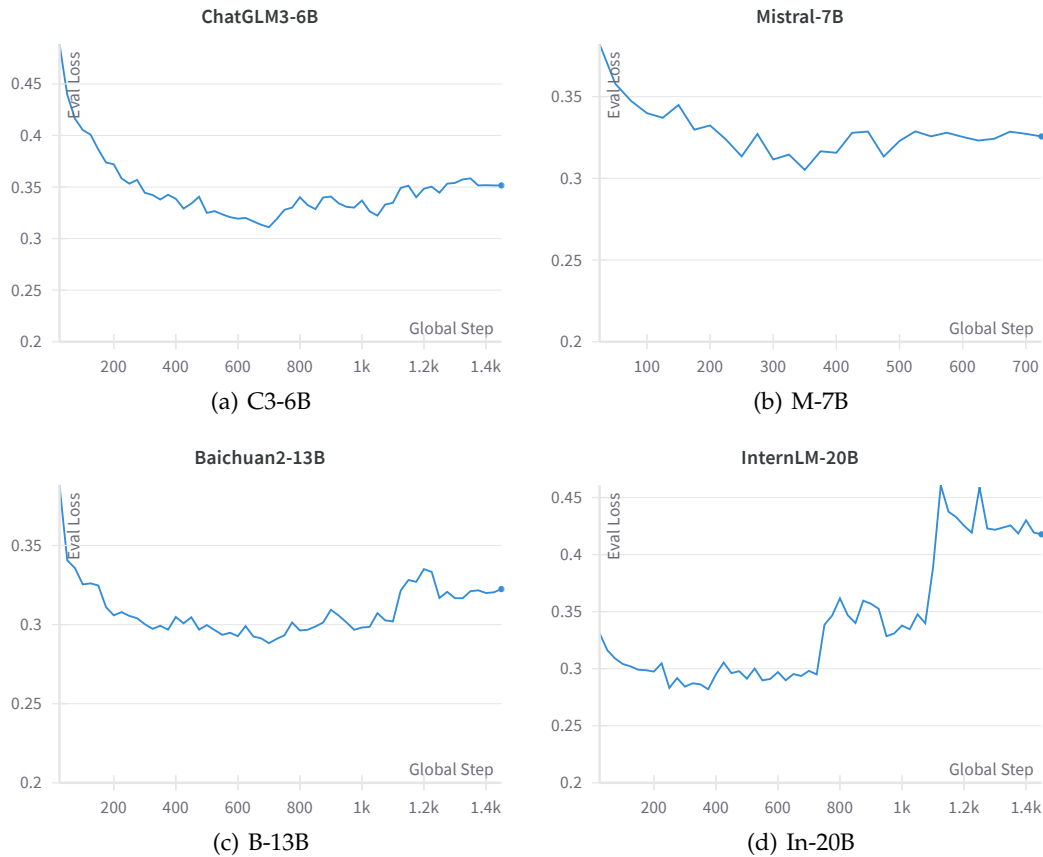 ChatGLM3-6B
Eval Loss
0.45
0.4
0.35
0.3
0.25
0.2
Global Step
200 400 600 800 1k 1.2k 1.4k
(a) C3-6B
Mistral-7B
Eval Loss
0.35
0.3
0.25
0.2
Global Step
100 200 300 400 500 600 700
(b) M-7B
Baichuan2-13B
Eval Loss
0.35
0.3
0.25
0.2
Global Step
200 400 600 800 1k 1.2k 1.4k
(c) B-13B
InternLM-20B
Eval Loss
0.45
0.4
0.35
0.3
0.25
0.2
Global Step
200 400 600 800 1k 1.2k 1.4k
(d) In-20B